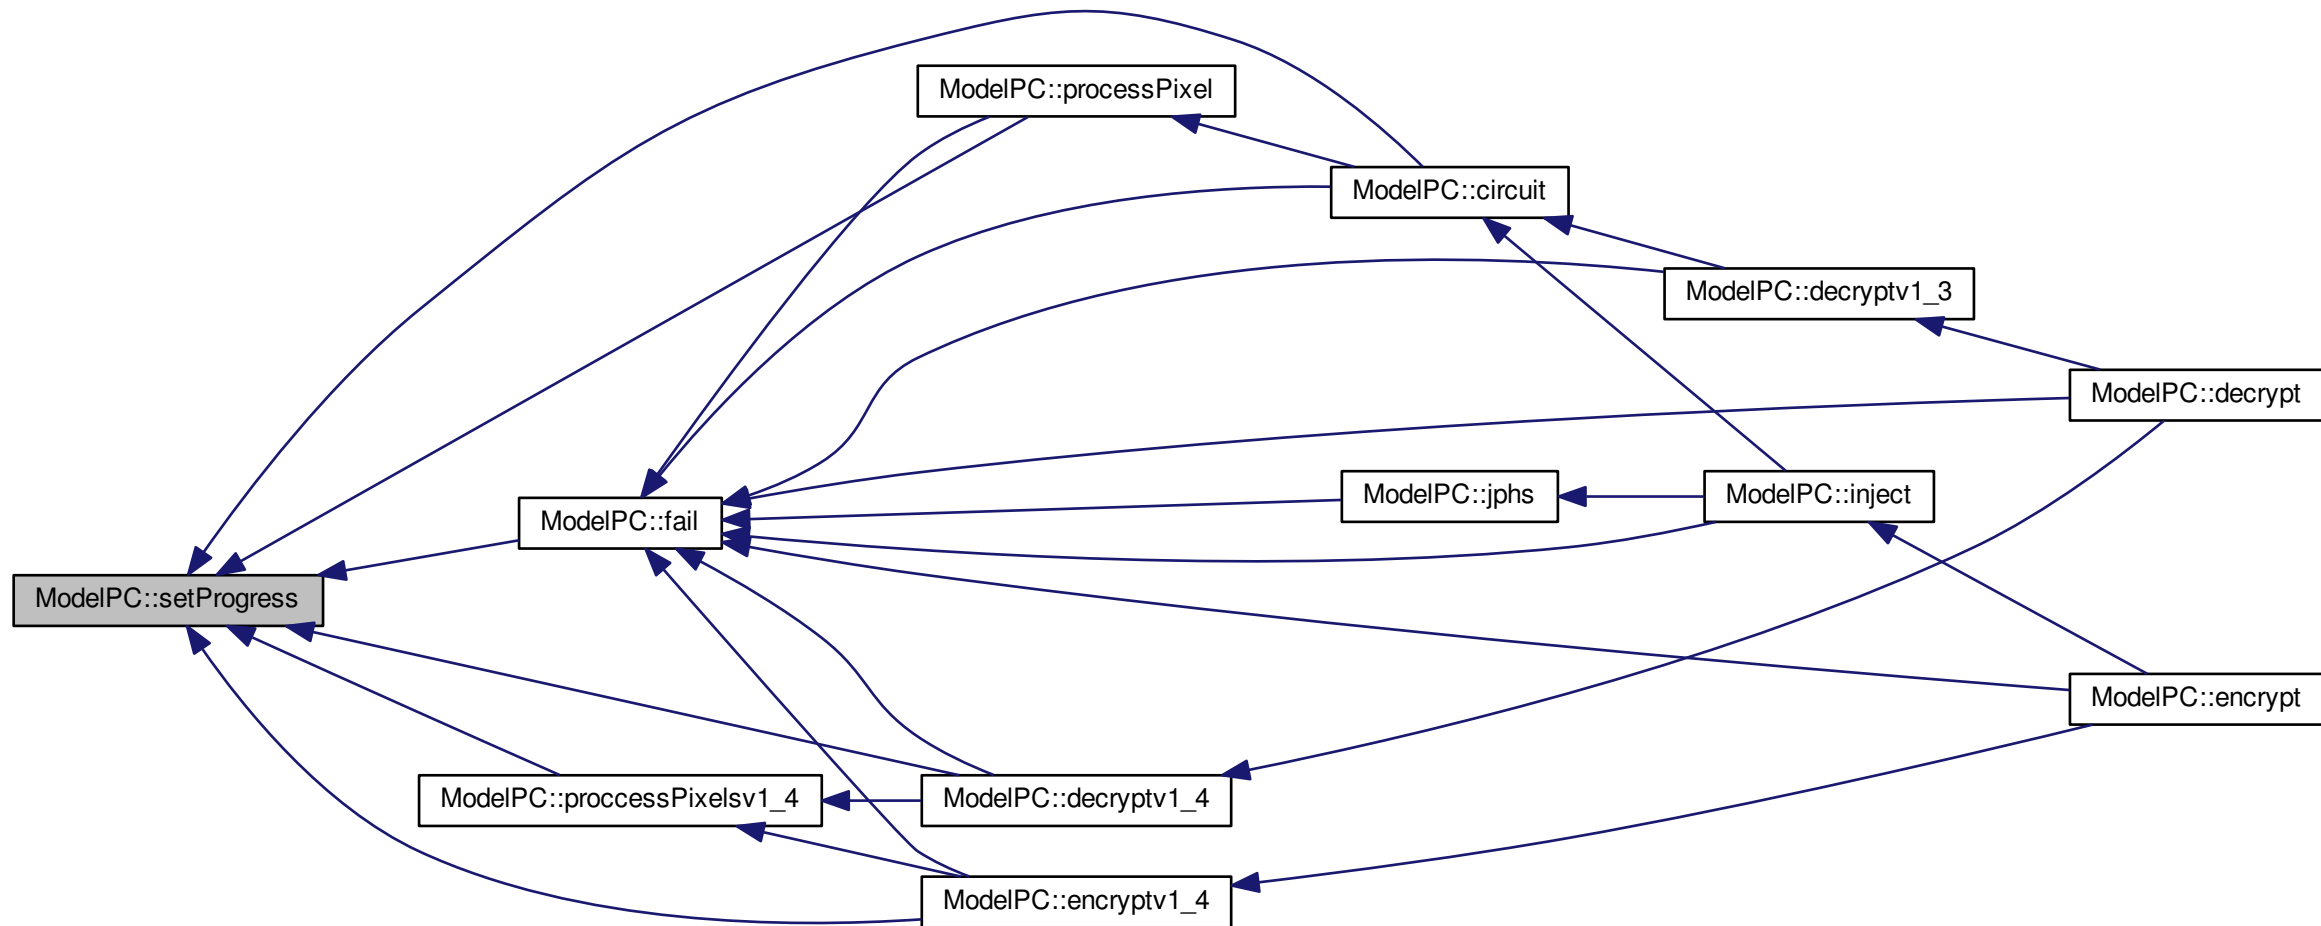 ModelPC::processPixel
ModelPC::circuit
ModelPC::decryptv1_3
ModelPC::decrypt
ModelPC::jphs
ModelPC::inject
ModelPC::fail
ModelPC::setProgress
ModelPC::encrypt
ModelPC::proccessPixelsv1_4
ModelPC::decryptv1_4
ModelPC::encryptv1_4